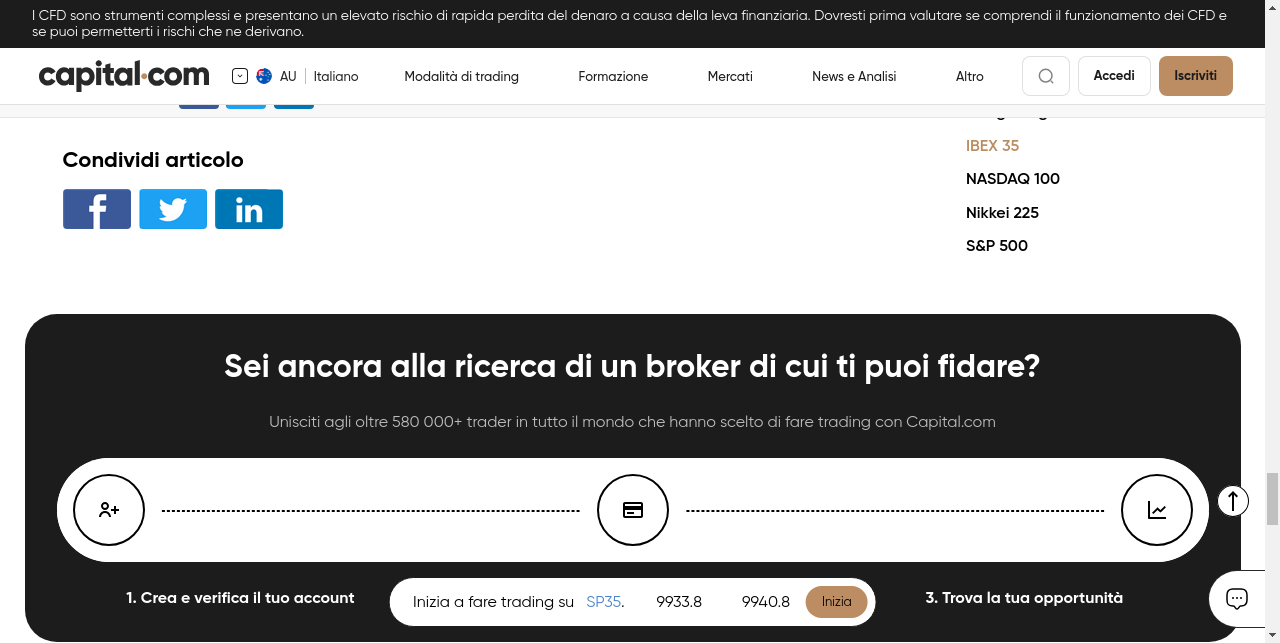 I CFD sono strumenti complessi e presentano un elevato rischio di rapida perdita del denaro a causa della leva finanziaria. Dovresti prima valutare se comprendi il funzionamento dei CFD e
se puoi permetterti i rischi che ne derivano.
capital.com
AU
Italiano
Modalità di trading
Formazione
Mercati
News e Analisi
Altro
Accedi
Iscriviti
Condividi articolo
IBEX 35
NASDAQ 100
Nikkei 225
S&P 500
Sei ancora alla ricerca di un broker di cui ti puoi fidare?
Unisciti agli oltre 580 000+ trader in tutto il mondo che hanno scelto di fare trading con Capital.com
1. Crea e verifica il tuo account
Inizia a fare trading su SP35. 9933.8 9940.8 Inizia
3. Trova la tua opportunità